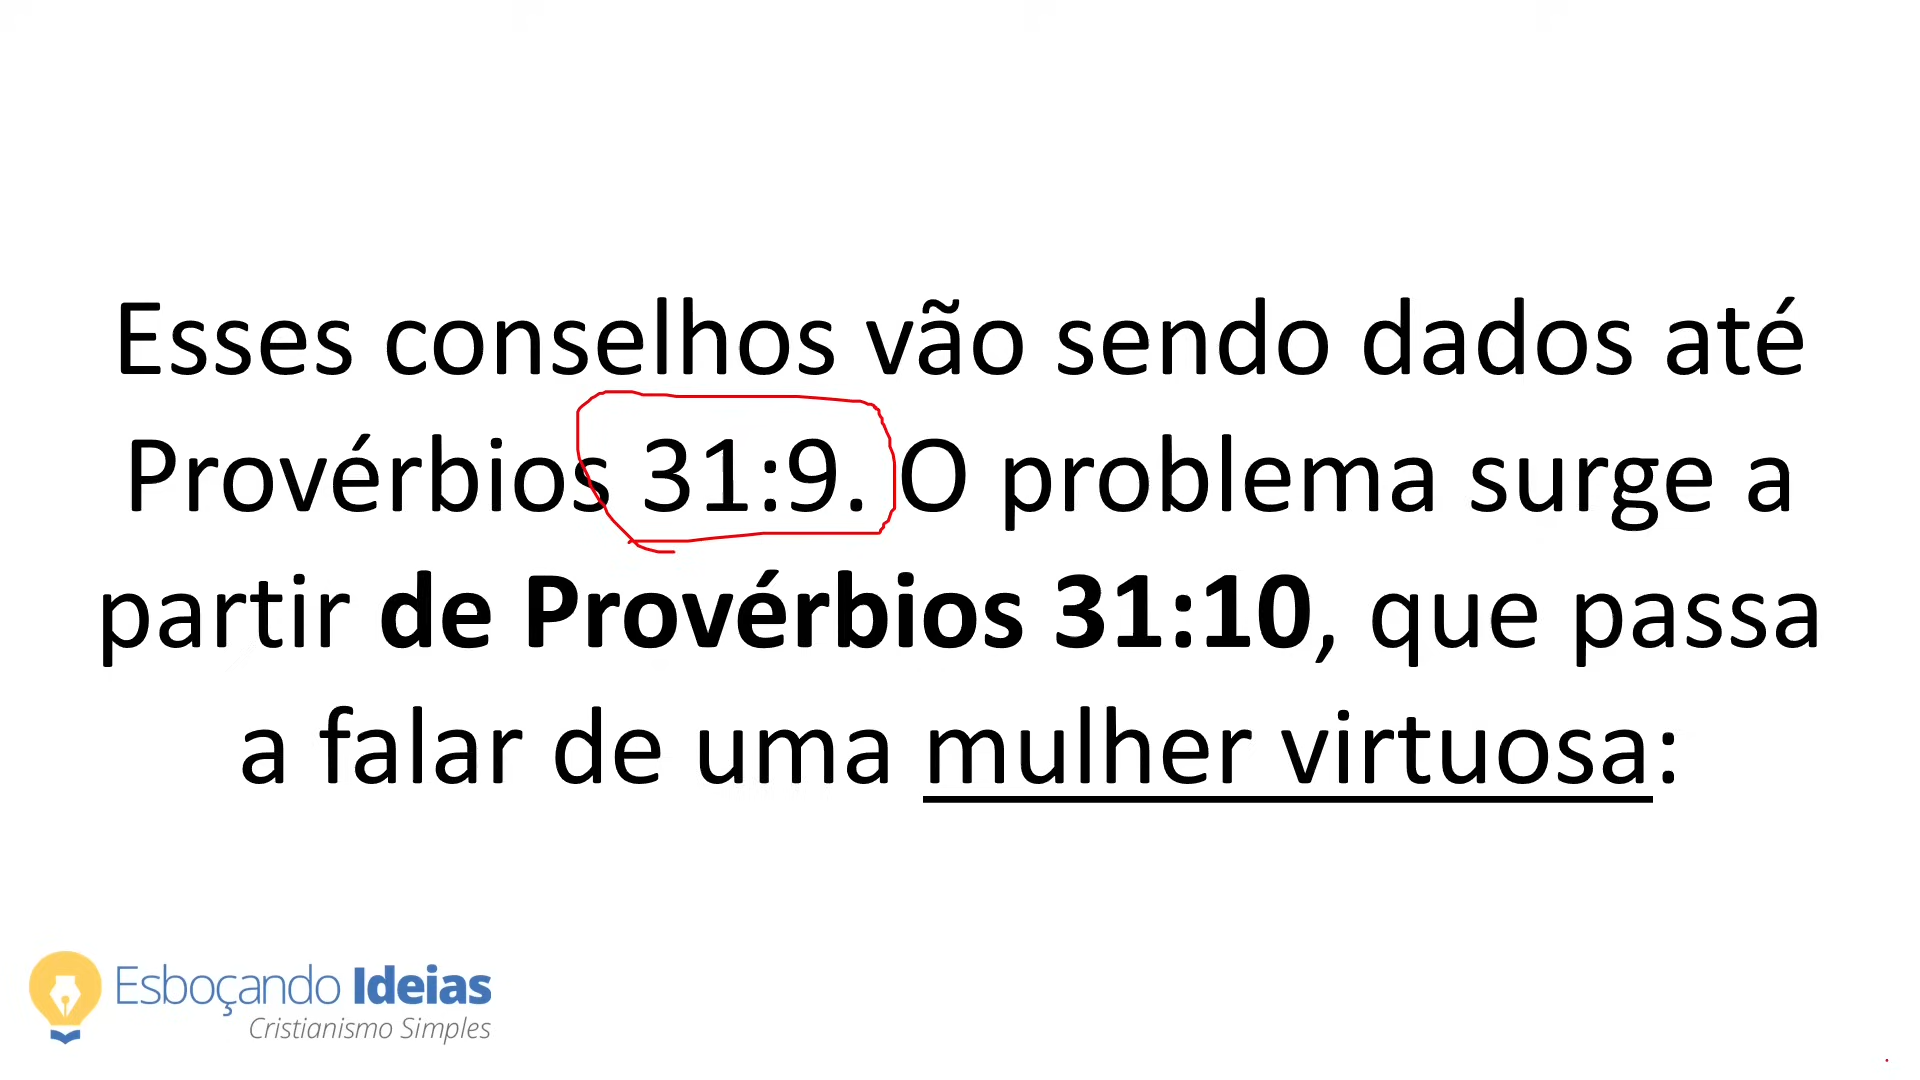 Esses conselhos vão sendo dados até
Provérbios 31:9. O problema surge a
partir de Provérbios 31:10, que passa
a falar de uma mulher virtuosa:
Esboçando Ideias
Cristianismo Simples